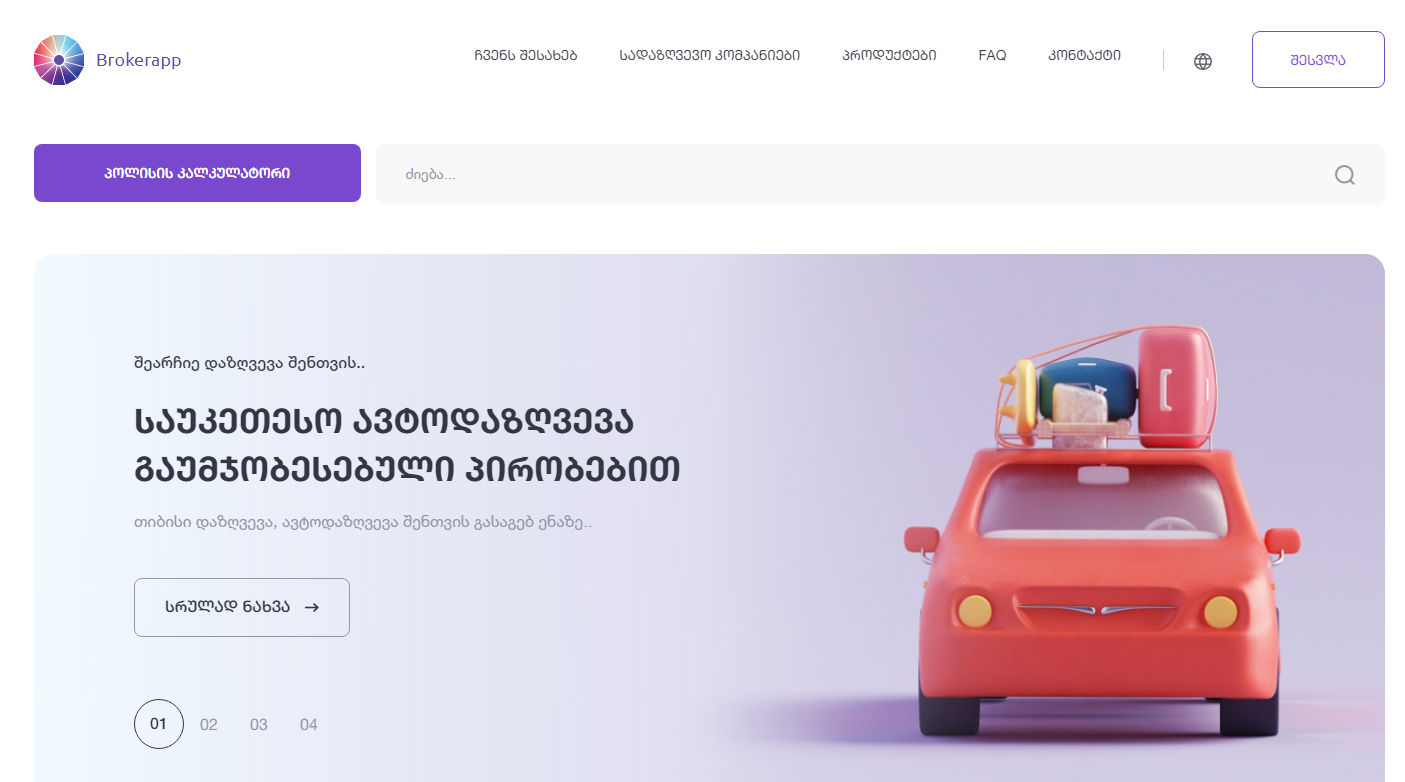 Brokerapp
ჩვენს შესახებ
სადაზღვევო კომპანიები
პროდუქტები
FAQ
კონტაქტი
შესვლა
პოლისის კალკულატორი
ძიება...
შეარჩიე დაზღვევა შენთვის..
საუკეთესო ავტოდაზღვევა
გაუმჯობესებული პირობებით
თიბისი დაზღვევა, ავტოდაზღვევა შენთვის გასაგებ ენაზე..
სრულად ნახვა
01 02 03 04